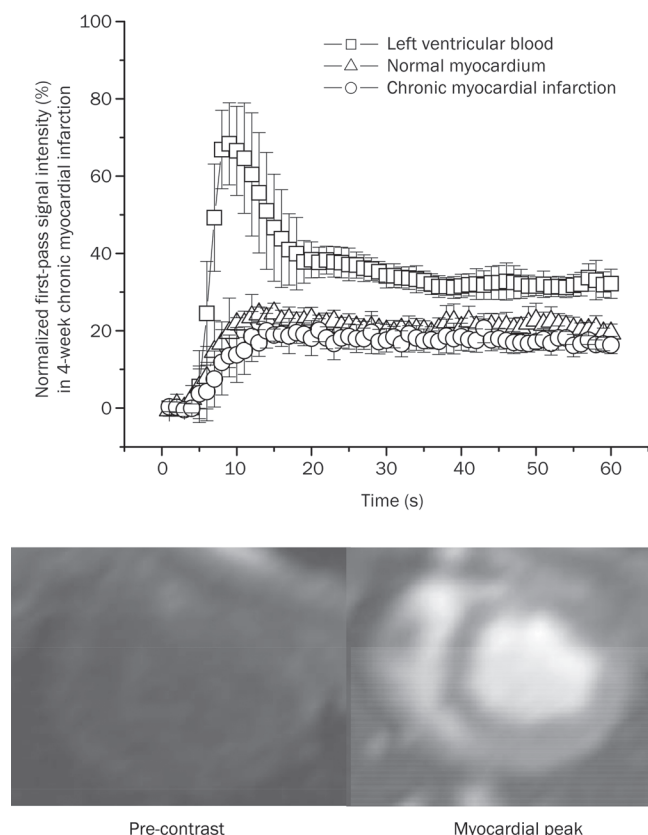 Normalized first-pass signal intensity (%)
in 4-week chronic myocardial infarction
100
80
60
40
20
0
Left ventricular blood
Normal myocardium
Chronic myocardial infarction
0 10 20 30 40 50 60
Time (s)
Pre-contrast Myocardial peak